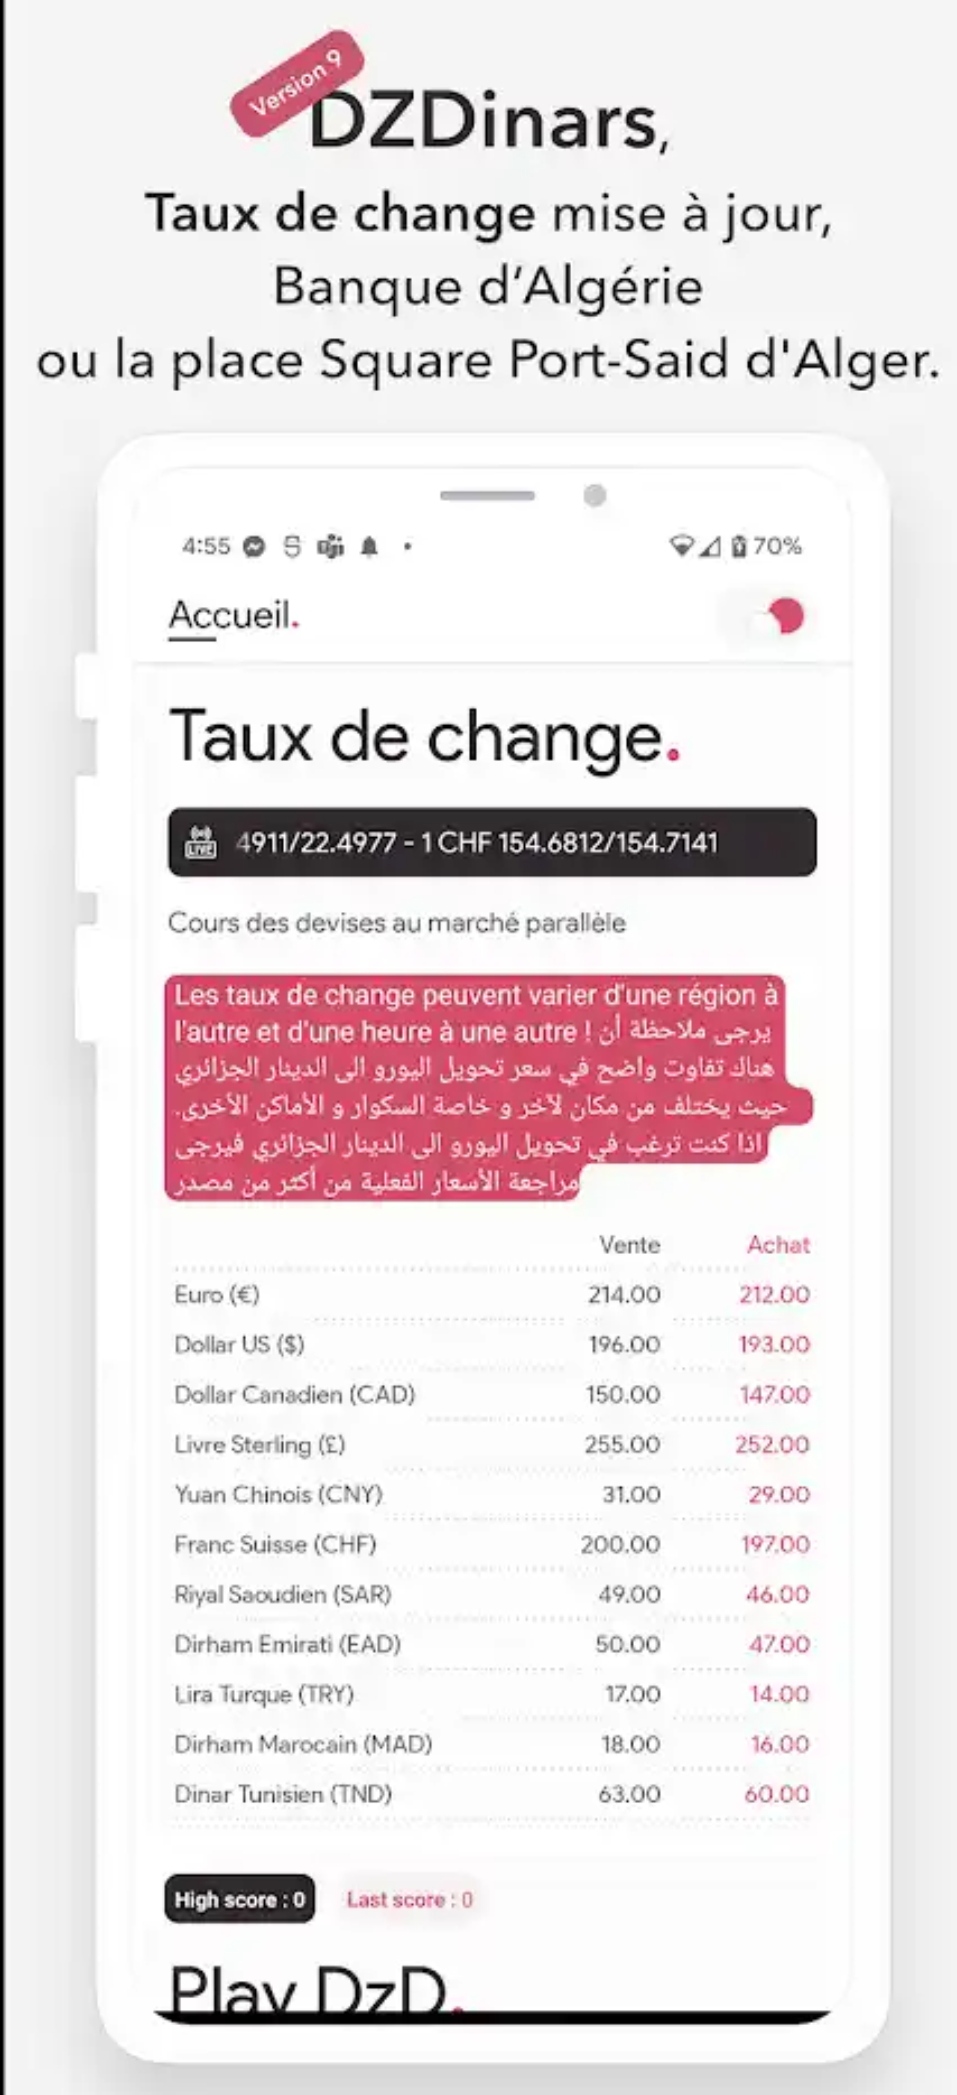 Version 9
DZDinars,
Taux de change mise à jour,
Banque d’Algérie
ou la place Square Port-Said d'Alger.
4:55 70%
Accueil.
Taux de change.
LIVE 4911/22.4977 - 1 CHF 154.6812/154.7141
Cours des devises au marché parallèle
Les taux de change peuvent varier d'une région à
l'autre et d'une heure à une autre ! يرجى ملاحظة أن
هناك تفاوت واضح في سعر تحويل اليورو الى الدينار الجزائري
حيث يختلف من مكان لآخر و خاصة السكوار و الأماكن الأخرى.
اذا كنت ترغب في تحويل اليورو الى الدينار الجزائري فيرجى
مراجعة الأسعار الفعلية من أكثر من مصدر
Vente Achat
Euro (€) 214.00 212.00
Dollar US ($) 196.00 193.00
Dollar Canadien (CAD) 150.00 147.00
Livre Sterling (£) 255.00 252.00
Yuan Chinois (CNY) 31.00 29.00
Franc Suisse (CHF) 200.00 197.00
Riyal Saoudien (SAR) 49.00 46.00
Dirham Emirati (EAD) 50.00 47.00
Lira Turque (TRY) 17.00 14.00
Dirham Marocain (MAD) 18.00 16.00
Dinar Tunisien (TND) 63.00 60.00
High score : 0 Last score : 0
Play DzD.